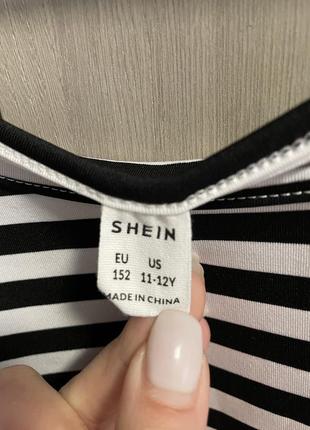 SHEIN
EU US
152 11-12Y
MADE IN CHINA